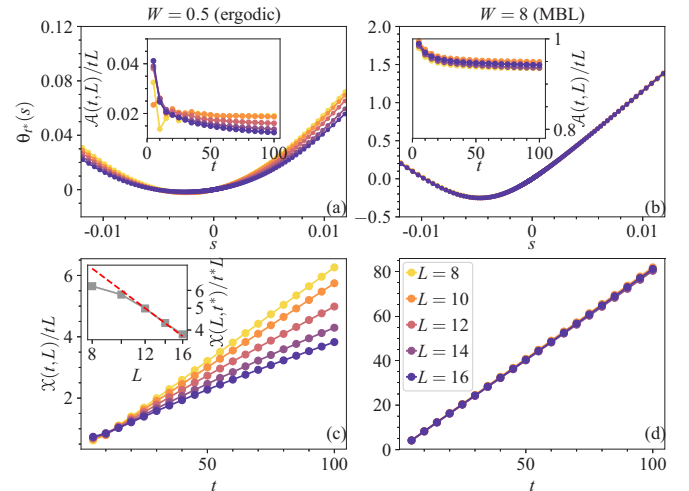 W = 0.5 (ergodic)
W = 8 (MBL)
θ_{t*}(s)
0.12
0.08
0.04
0
-0.01
0
0.01
s
(a)
A(t, L)/tL
0.04
0.02
0
50
100
t
2.0
1.5
1.0
0.5
0.0
−0.5
-0.01
0
0.01
s
(b)
A(t, L)/tL
1
0.8
0
50
100
t
X(t, L)/tL
6
4
2
50
100
t
(c)
X(L, t*)/t*L
6
5
4
8
12
16
L
80
60
40
20
0
50
100
t
(d)
L = 8
L = 10
L = 12
L = 14
L = 16